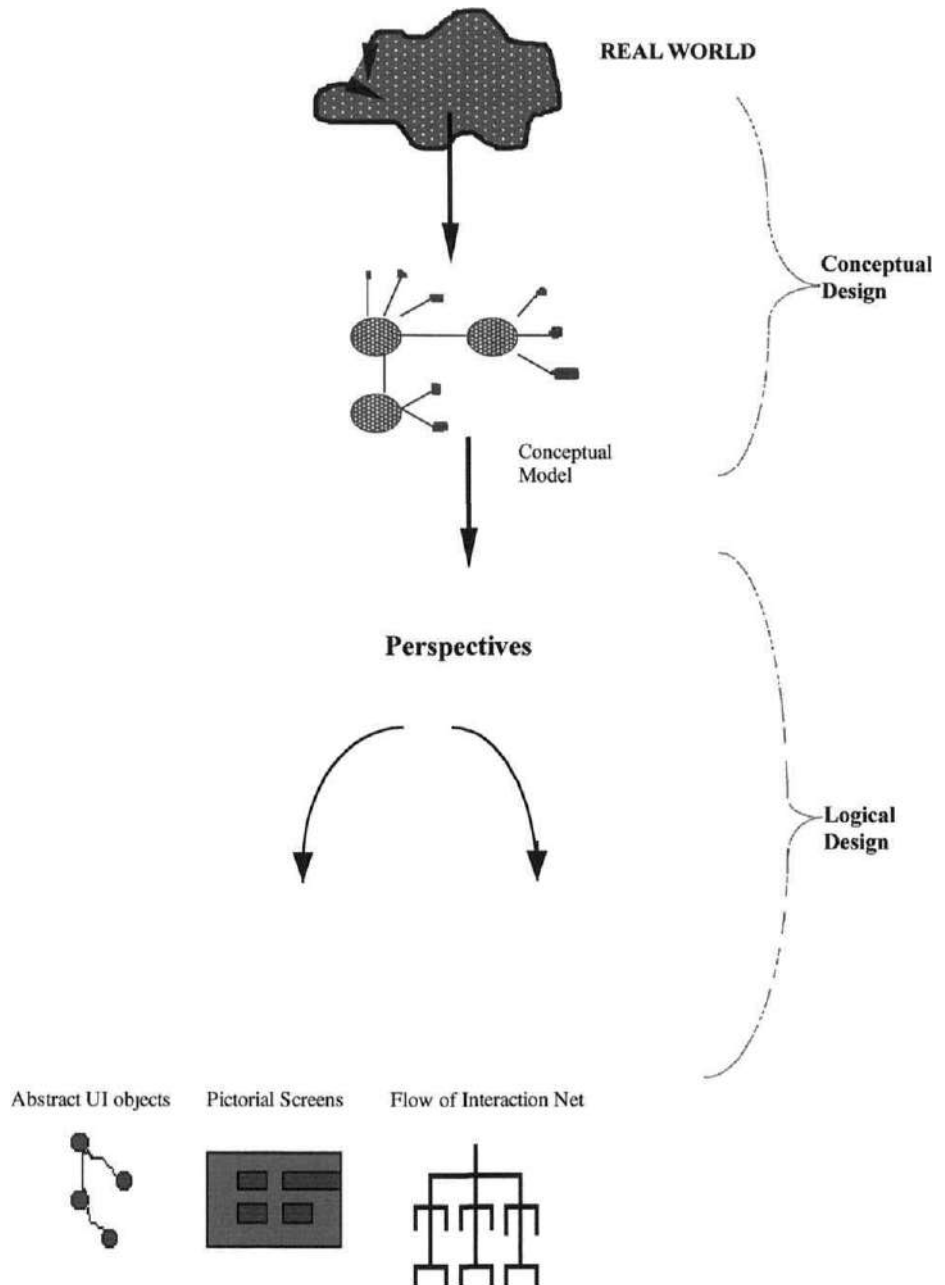 REAL WORLD
Conceptual
Design
Conceptual
Model
Perspectives
Logical
Design
Abstract UI objects
Pictorial Screens
Flow of Interaction Net